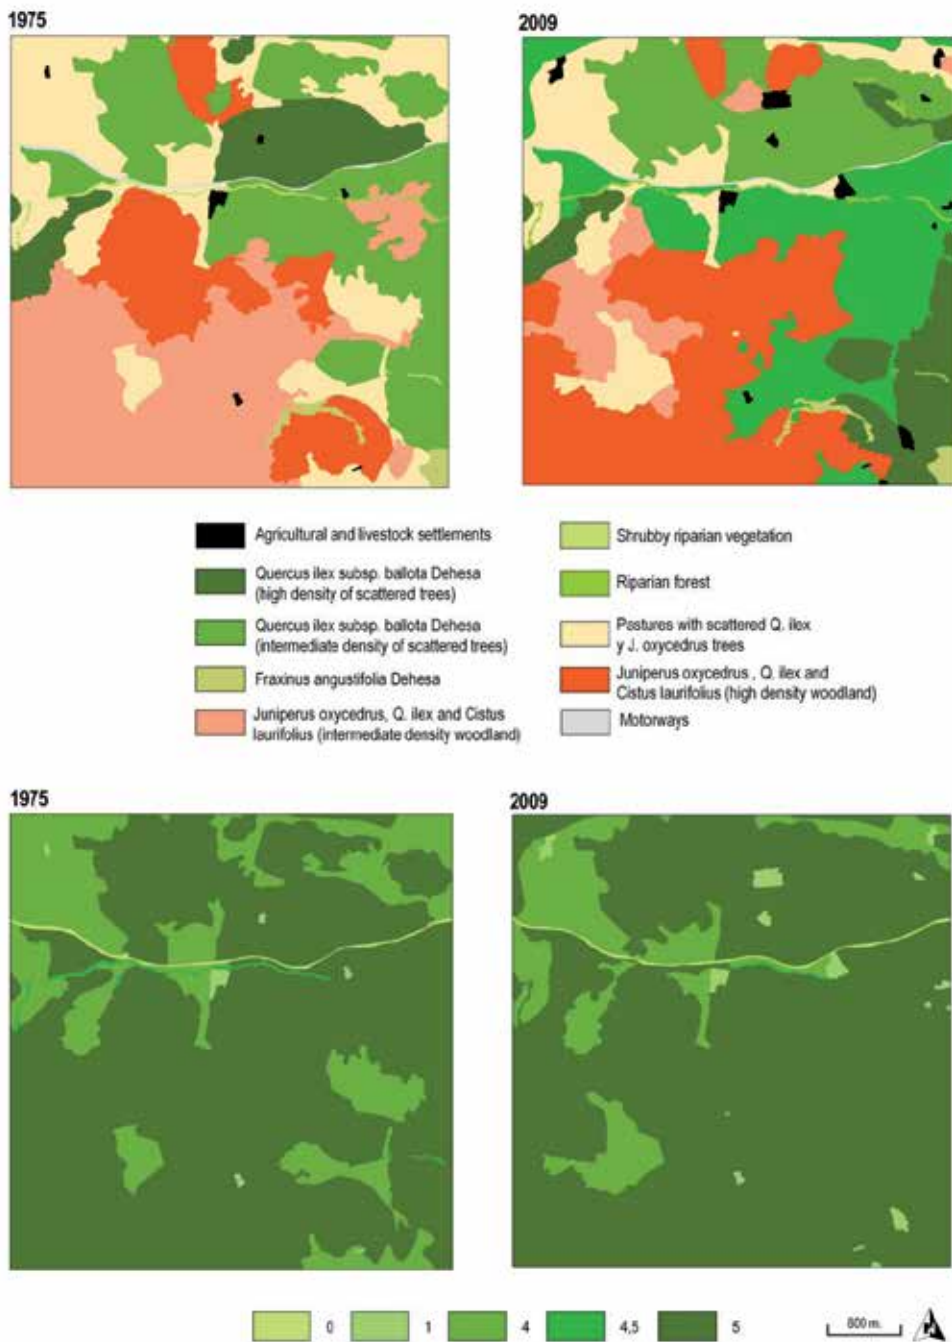 1975
2009
Agricultural and livestock settlements
Quercus ilex subsp. ballota Dehesa
(high density of scattered trees)
Quercus ilex subsp. ballota Dehesa
(intermediate density of scattered trees)
Fraxinus angustifolia Dehesa
Juniperus oxycedrus, Q. ilex and Cistus
laurifolius (intermediate density woodland)
Shrubby riparian vegetation
Riparian forest
Pastures with scattered Q. ilex
y J. oxycedrus trees
Juniperus oxycedrus , Q. ilex and
Cistus laurifolius (high density woodland)
Motorways
1975
2009
0
1
4
4,5
5
800 m.